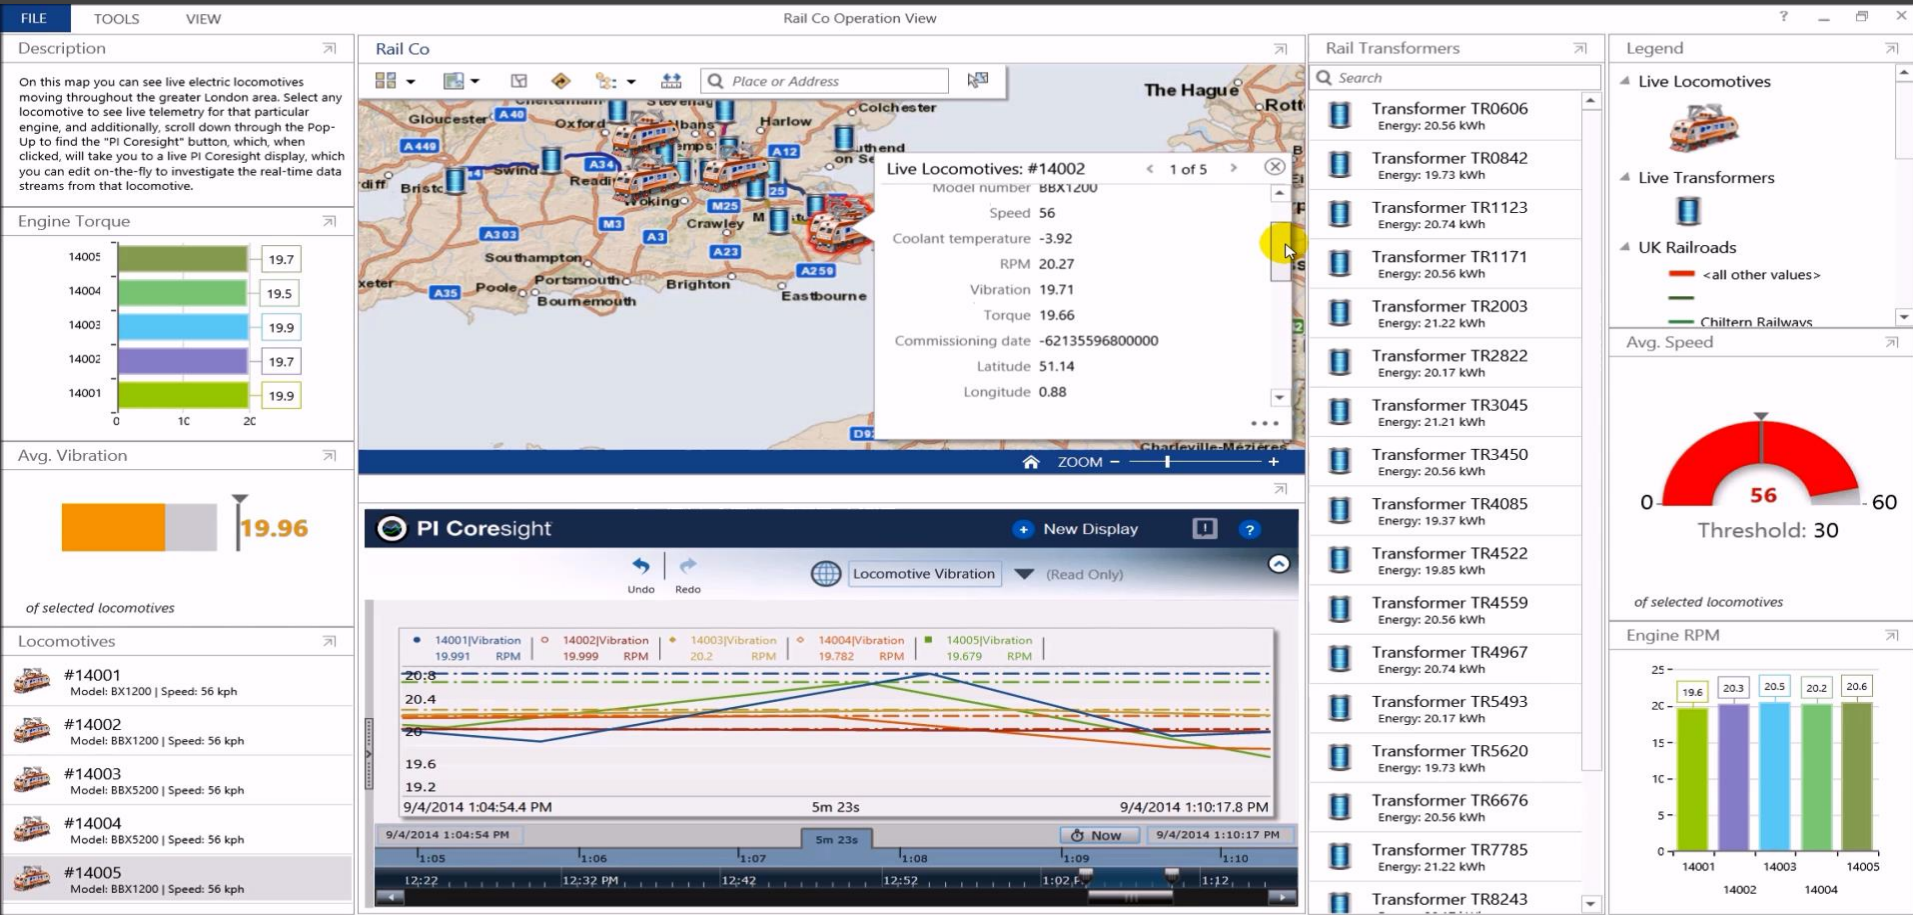 FILE TOOLS VIEW Rail Co Operation View ?
Description
On this map you can see live electric locomotives
moving throughout the greater London area. Select any
locomotive to see live telemetry for that particular
engine, and additionally, scroll down through the Pop-
Up to find the "PI Coresight" button, which, when
clicked, will take you to a live PI Coresight display, which
you can edit on-the-fly to investigate the real-time data
streams from that locomotive.
Engine Torque
14005 19.7
14004 19.5
14003 19.9
14002 19.7
14001 19.9
0
Avg. Vibration
19.96
of selected locomotives
Locomotives
#14001
Model: BX1200 | Speed: 56 kph
#14002
Model: BBX1200 | Speed: 56 kph
#14003
Model: BBX5200 | Speed: 56 kph
#14004
Model: BBX5200 | Speed: 56 kph
#14005
Model: BBX1200 | Speed: 56 kph
Rail Co
Place or Address
The Hague
Colchester
Gloucester A40
Oxford
Harlow
A449
A12
A34
M25
M3
Crawley
A303
A3
A23
Southampton
A259
Portsmouth
Brighton
A35
Poole
Eastbourne
Bournemouth
Live Locomotives: #14002 < 1 of 5 >
Model number BBX1200
Speed 56
Coolant temperature -3.92
RPM 20.27
Vibration 19.71
Torque 19.66
Commissioning date -62135596800000
Latitude 51.14
Longitude 0.88
Charleville-Mézières
ZOOM − +
PI Coresight
+ New Display ! ?
Undo Redo
Locomotive Vibration (Read Only)
14001|Vibration 14002|Vibration 14003|Vibration 14004|Vibration 14005|Vibration
19.991 RPM 19.999 RPM 20.2 RPM 19.782 RPM 19.679 RPM
20.8
20.4
20
19.6
19.2
9/4/2014 1:04:54.4 PM 5m 23s 9/4/2014 1:10:17.8 PM
9/4/2014 1:04:54 PM 5m 23s Now 9/4/2014 1:10:17 PM
1:05 1:06 1:07 1:08 1:09 1:10
12:22 12:32 PM 12:42 12:52 1:02 1:12
Rail Transformers
Search
Transformer TR0606
Energy: 20.56 kWh
Transformer TR0842
Energy: 19.73 kWh
Transformer TR1123
Energy: 20.74 kWh
Transformer TR1171
Energy: 20.56 kWh
Transformer TR2003
Energy: 21.22 kWh
Transformer TR2822
Energy: 20.17 kWh
Transformer TR3045
Energy: 21.21 kWh
Transformer TR3450
Energy: 20.56 kWh
Transformer TR4085
Energy: 19.37 kWh
Transformer TR4522
Energy: 19.85 kWh
Transformer TR4559
Energy: 20.56 kWh
Transformer TR4967
Energy: 20.74 kWh
Transformer TR5493
Energy: 20.17 kWh
Transformer TR5620
Energy: 19.73 kWh
Transformer TR6676
Energy: 20.56 kWh
Transformer TR7785
Energy: 21.22 kWh
Transformer TR8243
Legend
Live Locomotives
Live Transformers
UK Railroads
<all other values>
Chiltern Railways
Avg. Speed
0 56 60
Threshold: 30
of selected locomotives
Engine RPM
19.6 20.3 20.5 20.2 20.6
15
5
0
14001 14003 14005
14002 14004